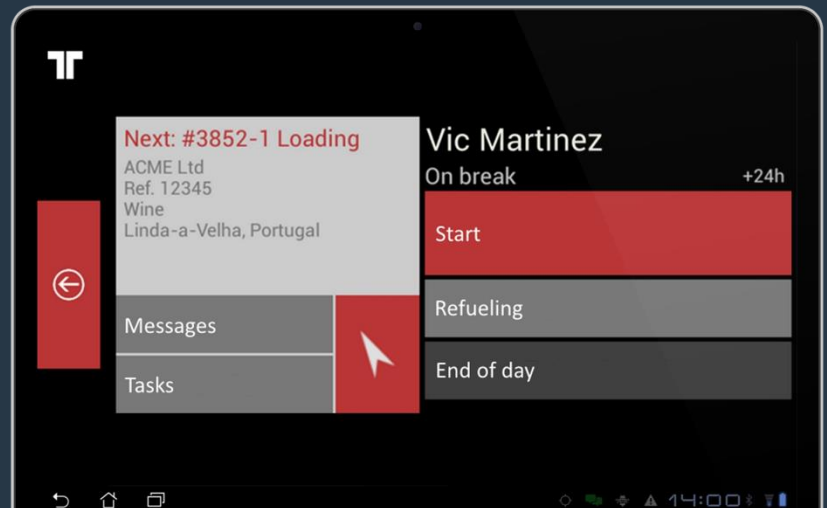 Next: #3852-1 Loading
ACME Ltd
Ref. 12345
Wine
Linda-a-Velha, Portugal
Messages
Tasks
Vic Martinez
On break +24h
Start
Refueling
End of day
14:00